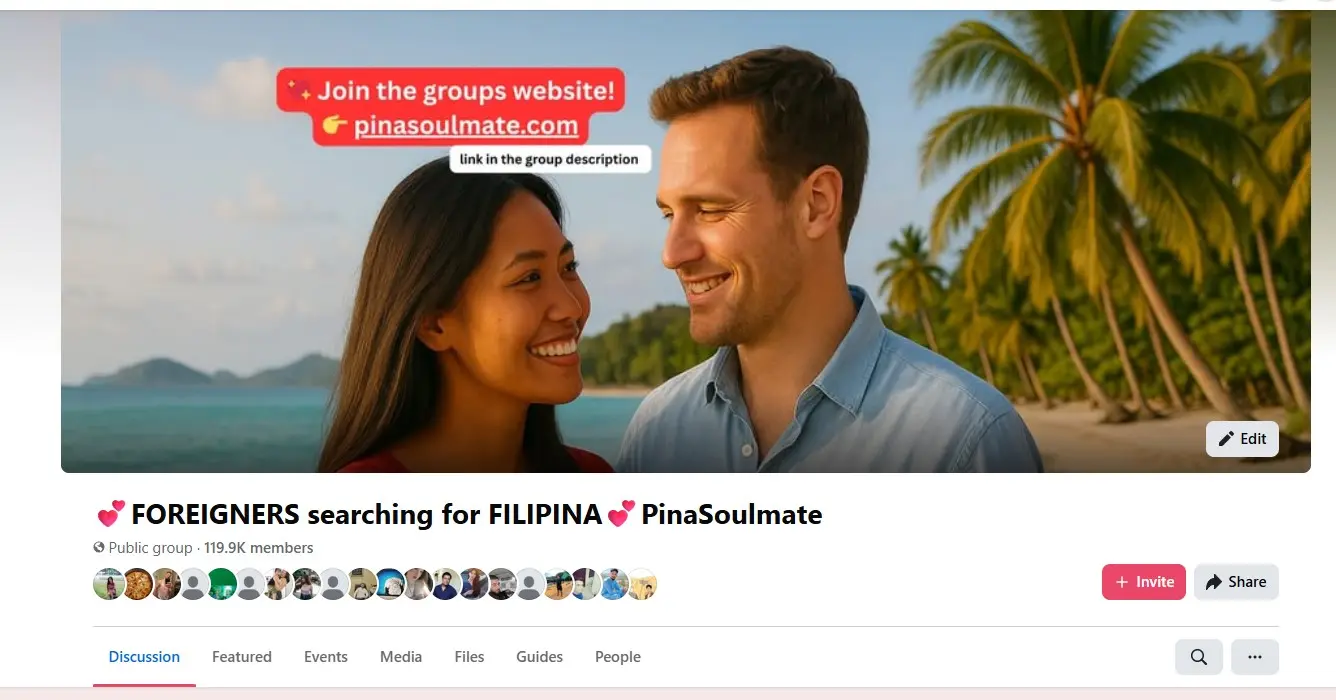 Join the groups website!
👉 pinasoulmate.com
link in the group description
Edit
💕FOREIGNERS searching for FILIPINA💕PinaSoulmate
Public group · 119.9K members
+ Invite
Share
Discussion
Featured
Events
Media
Files
Guides
People